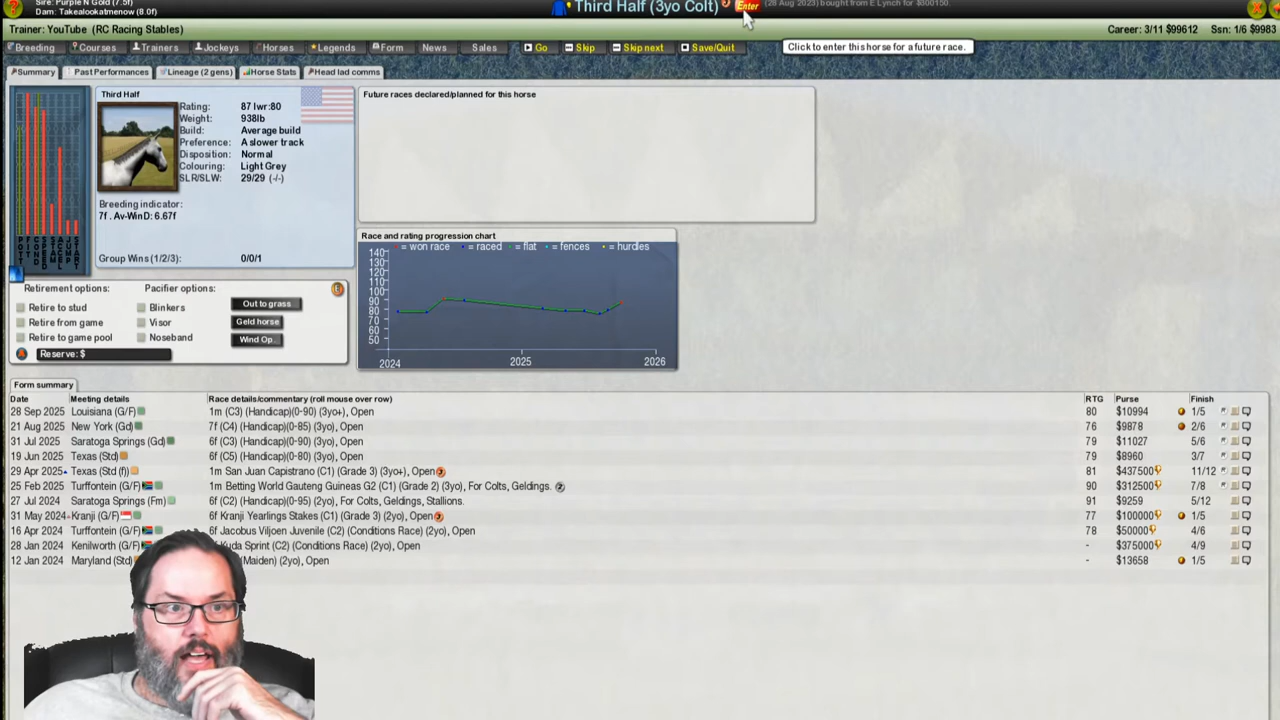 Sire: Purple N Gold (7.5f)
Dam: Takealookatmenow (8.0f)
Third Half (3yo Colt)
Enter
(28 Aug 2023) bought from E Lynch for $800150.
Trainer: YouTube (RC Racing Stables)
Career: 3/11 $99612 Ssn: 1/6 $9983
Breeding Courses Trainers Jockeys Horses Legends Form News Sales Go Skip Skip next Save/Quit
Click to enter this horse for a future race.
Summary Past Performances Lineage (2 gens) Horse Stats Head lad comms
Third Half
Rating: 87 lwr:80
Weight: 938lb
Build: Average build
Preference: A slower track
Disposition: Normal
Colouring: Light Grey
SLR/SLW: 29/29 (-/-)
Breeding indicator:
7f . Av-WinD: 6.67f
Group Wins (1/2/3): 0/0/1
Future races declared/planned for this horse
Race and rating progression chart
= won race = raced = flat = fences = hurdles
140
130
120
110
100
90
80
70
60
50
2024 2025 2026
Retirement options: Pacifier options:
Retire to stud Blinkers Out to grass
Retire from game Visor Geld horse
Retire to game pool Noseband Wind Op.
Reserve: $
Form summary
Date Meeting details Race details/commentary (roll mouse over row) RTG Purse Finish
28 Sep 2025 Louisiana (G/F) 1m (C3) (Handicap)(0-90) (3yo+), Open 80 $10994 1/5
21 Aug 2025 New York (Gd) 7f (C4) (Handicap)(0-85) (3yo), Open 76 $9878 2/6
31 Jul 2025 Saratoga Springs (Gd) 6f (C3) (Handicap)(0-90) (3yo), Open 79 $11027 5/6
19 Jun 2025 Texas (Std) 6f (C5) (Handicap)(0-80) (3yo), Open 79 $8960 3/7
29 Apr 2025 Texas (Std (f)) 1m San Juan Capistrano (C1) (Grade 3) (3yo+), Open 81 $437500 11/12
25 Feb 2025 Turffontein (G/F) 1m Betting World Gauteng Guineas G2 (C1) (Grade 2) (3yo), For Colts, Geldings. 90 $312500 7/8
27 Jul 2024 Saratoga Springs (Fm) 6f (C2) (Handicap)(0-95) (2yo), For Colts, Geldings, Stallions. 91 $9259 5/12
31 May 2024 Kranji (G/F) 6f Kranji Yearlings Stakes (C1) (Grade 3) (2yo), Open 77 $100000 1/5
16 Apr 2024 Turffontein (G/F) 6f Jacobus Viljoen Juvenile (C2) (Conditions Race) (2yo), Open 78 $50000 4/6
28 Jan 2024 Kenilworth (G/F) Kuda Sprint (C2) (Conditions Race) (2yo), Open - $375000 4/9
12 Jan 2024 Maryland (Std) (Maiden) (2yo), Open - $13658 1/5